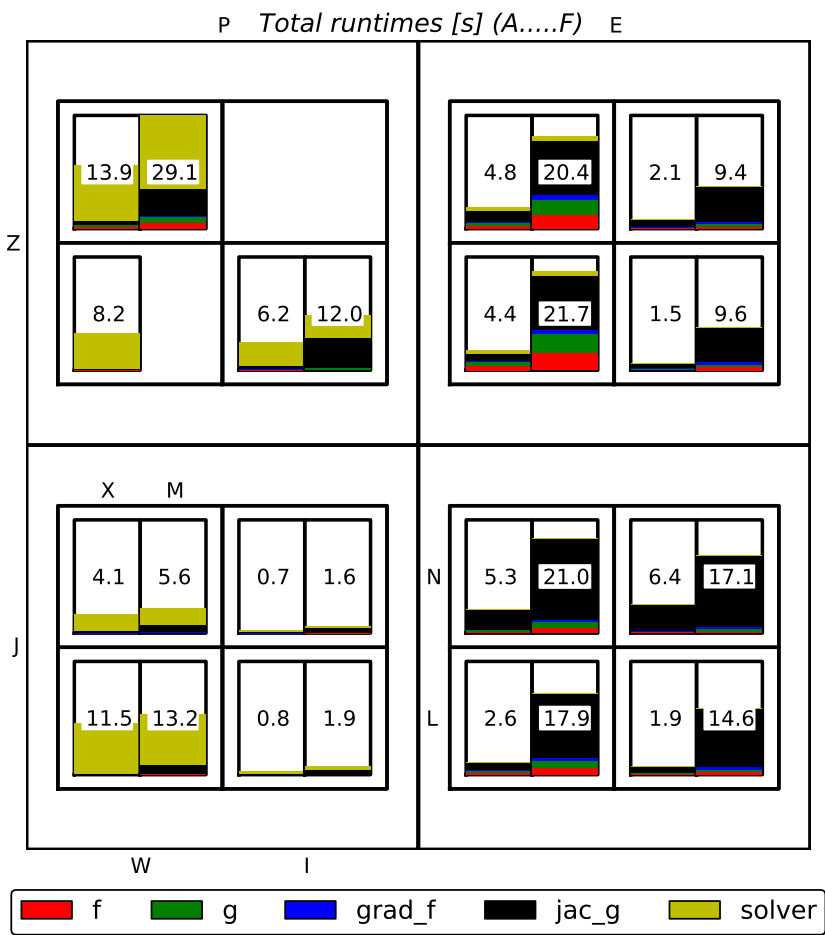 P Total runtimes [s] (A.....F) E
13.9 29.1 4.8 20.4 2.1 9.4
Z
8.2 6.2 12.0 4.4 21.7 1.5 9.6
X M
4.1 5.6 0.7 1.6 N 5.3 21.0 6.4 17.1
J
11.5 13.2 0.8 1.9 L 2.6 17.9 1.9 14.6
W I
f g grad_f jac_g solver